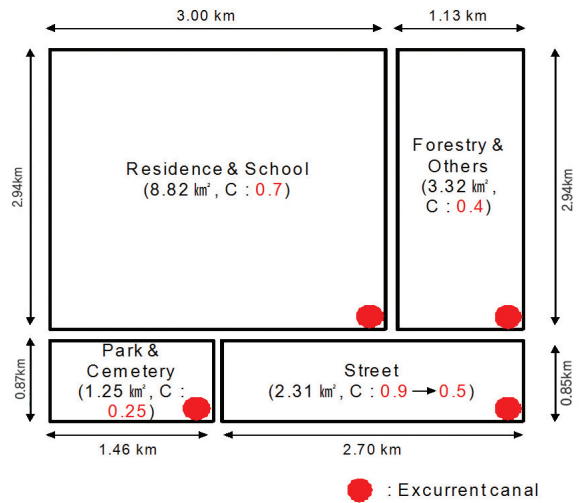 3.00 km
1.13 km
2.94km
Residence & School
(8.82 ㎢, C : 0.7)
Forestry &
Others
(3.32 ㎢,
C : 0.4)
2.94km
0.87km
Park &
Cemetery
(1.25 ㎢, C :
0.25)
Street
(2.31 ㎢, C : 0.9 → 0.5)
0.85km
1.46 km
2.70 km
: Excurrent canal